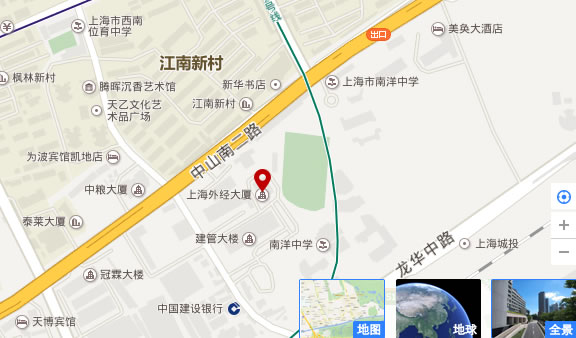 上海市西南
位育中学
号线
出口
美奂大酒店
江南新村
枫林新村
腾晖沉香艺术馆
新华书店
上海市南洋中学
天乙文化艺
术品广场
江南新村
中山南二路
为波宾馆凯地店
中粮大厦
上海外经大厦
泰莱大厦
建管大楼
南洋中学
龙华中路
上海城投
冠霖大楼
中国建设银行
天博宾馆
地图
地球
全景